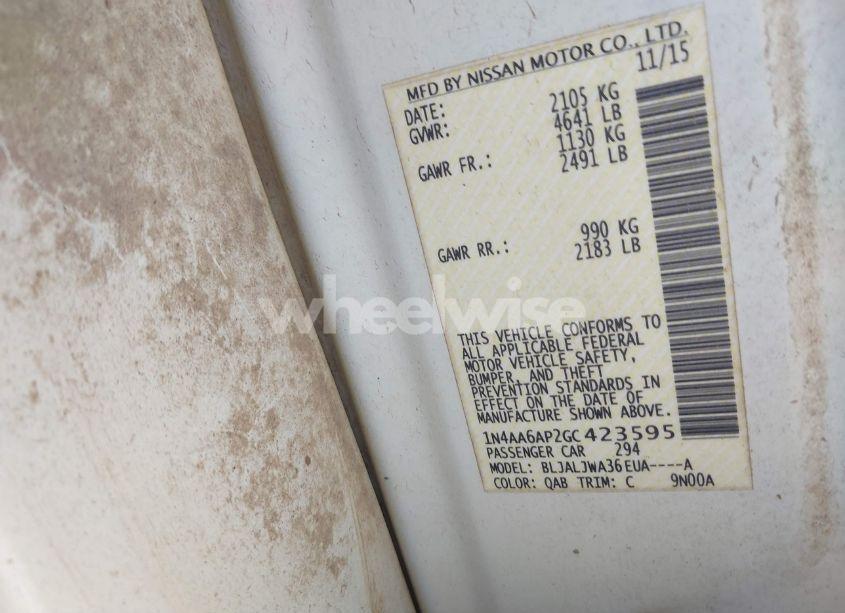 MFD BY NISSAN MOTOR CO., LTD.
DATE: 11/15
GVWR: 2105 KG
4641 LB
GAWR FR.: 1130 KG
2491 LB
GAWR RR.: 990 KG
2183 LB
THIS VEHICLE CONFORMS TO
ALL APPLICABLE FEDERAL
MOTOR VEHICLE SAFETY,
BUMPER, AND THEFT
PREVENTION STANDARDS IN
EFFECT ON THE DATE OF
MANUFACTURE SHOWN ABOVE.
1N4AA6AP2GC423595
PASSENGER CAR 294
MODEL: BLJALJWA36EUA----A
COLOR: QAB TRIM: C 9N00A
wheelwise